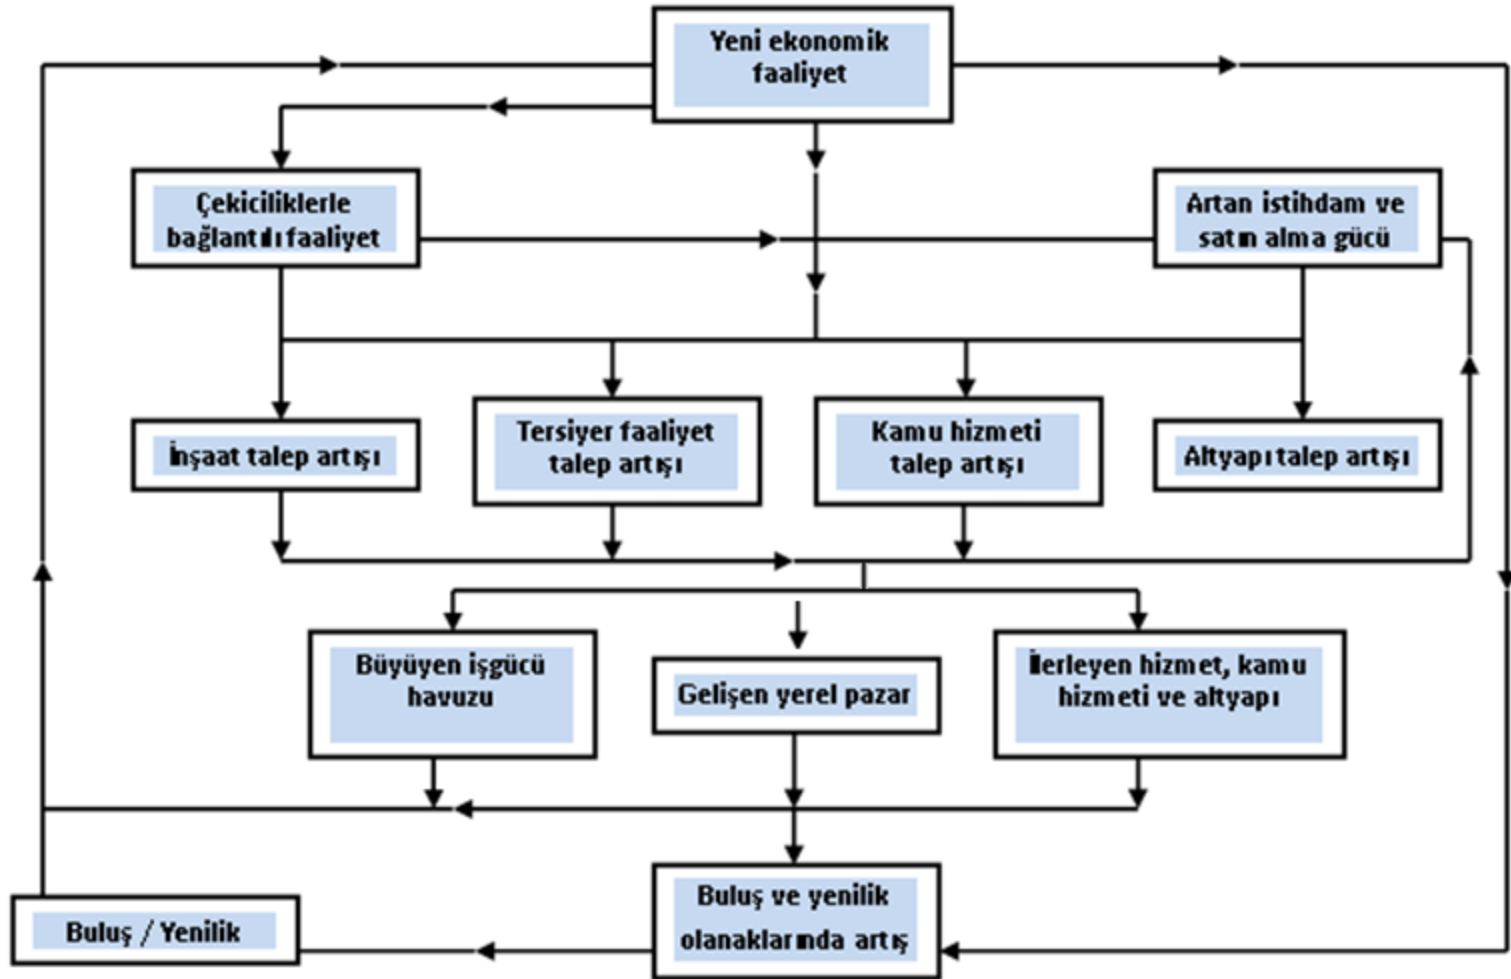 Yeni ekonomik
faaliyet
Çekiciliklerle
bağlantılı faaliyet
Artan istihdam ve
satın alma gücü
İnşaat talep artışı
Tersiyer faaliyet
talep artışı
Kamu hizmeti
talep artışı
Altyapı talep artışı
Büyüyen işgücü
havuzu
Gelişen yerel pazar
İlerleyen hizmet, kamu
hizmeti ve altyapı
Buluş / Yenilik
Buluş ve yenilik
olanaklarında artış